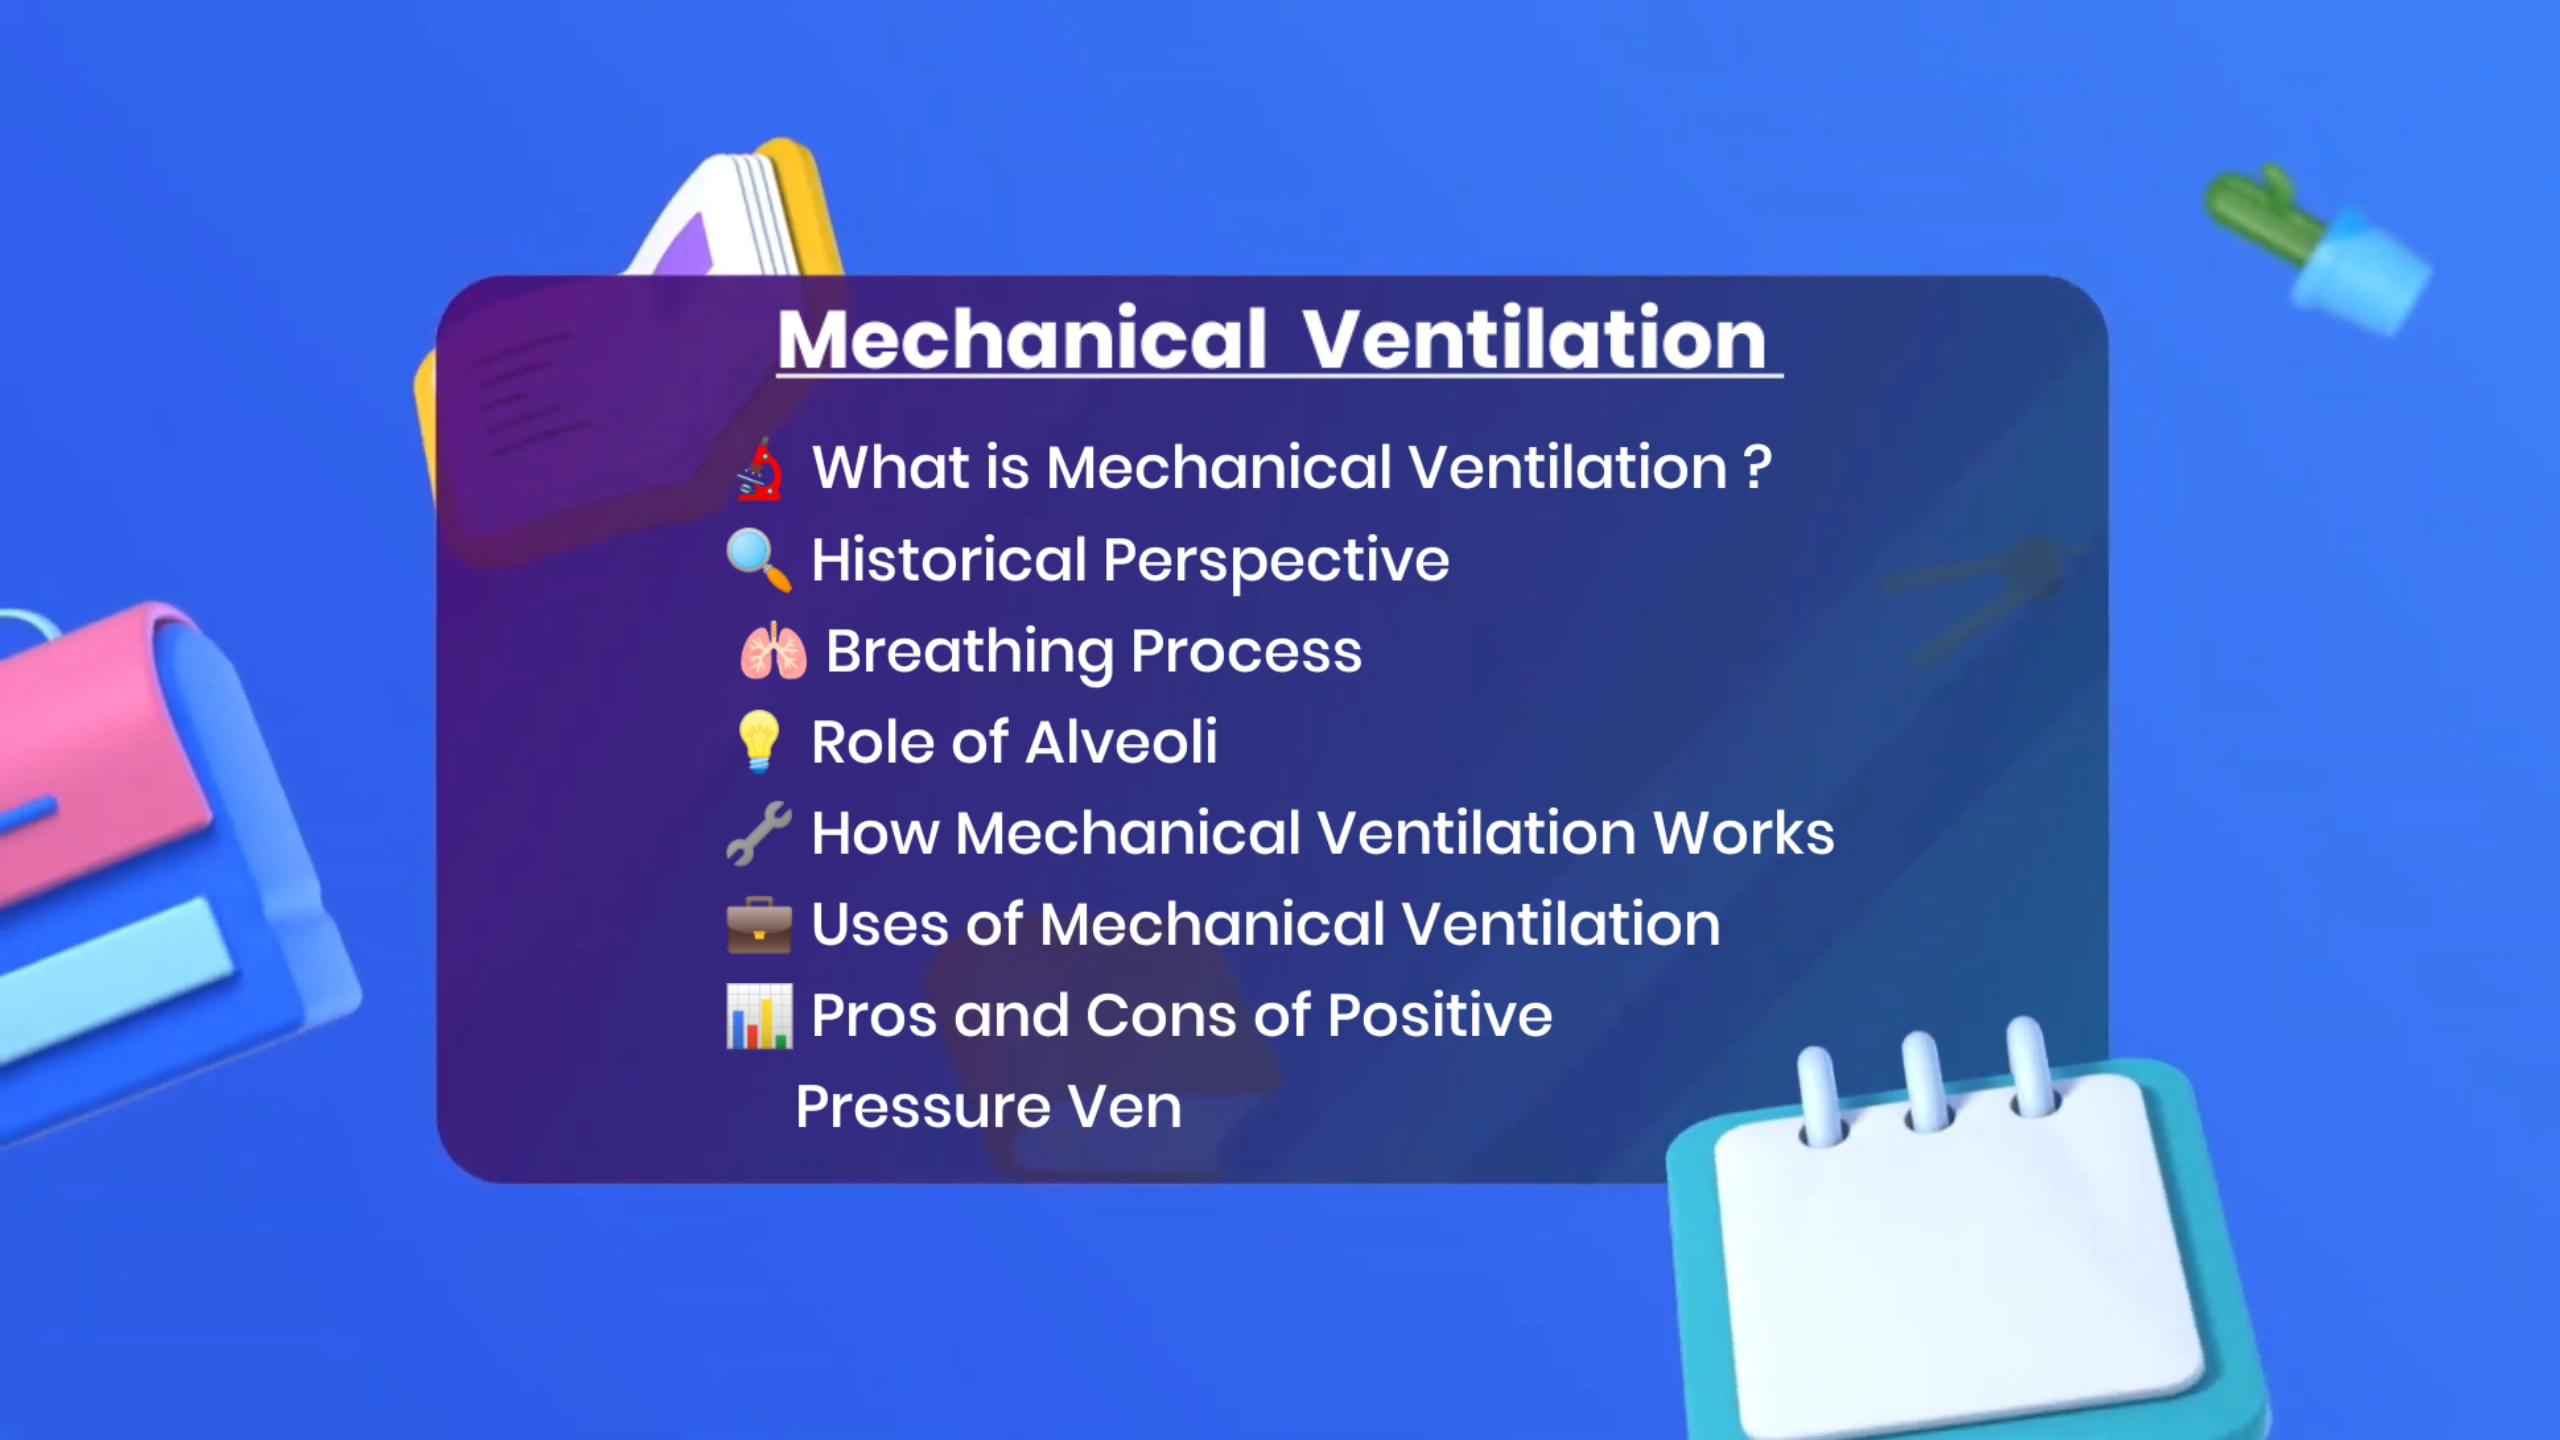 Mechanical Ventilation
What is Mechanical Ventilation ?
Historical Perspective
Breathing Process
Role of Alveoli
How Mechanical Ventilation Works
Uses of Mechanical Ventilation
Pros and Cons of Positive
Pressure Ven